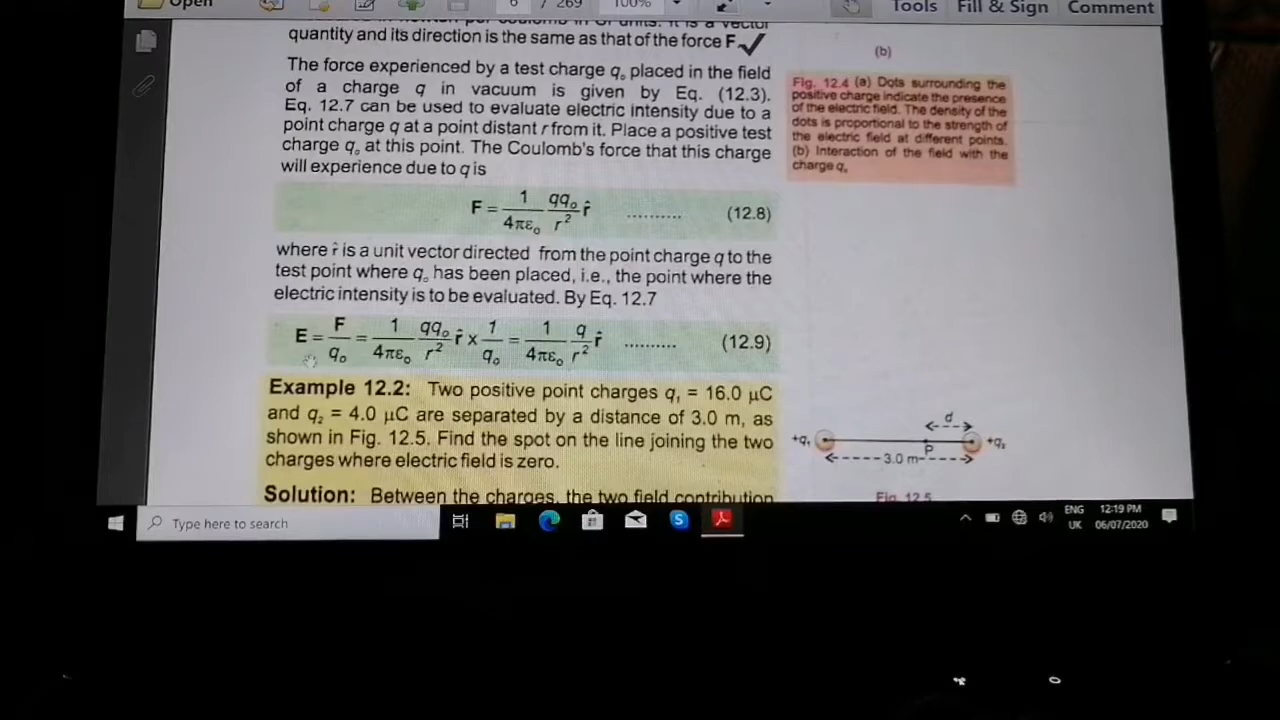 Open
6 / 269
100%
Tools Fill & Sign Comment
quantity and its direction is the same as that of the force F
The force experienced by a test charge q₀ placed in the field
of a charge q in vacuum is given by Eq. (12.3).
Eq. 12.7 can be used to evaluate electric intensity due to a
point charge q at a point distant r from it. Place a positive test
charge q₀ at this point. The Coulomb's force that this charge
will experience due to q is
F = 1/4πε₀ qq₀/r² r̂ .......... (12.8)
where r̂ is a unit vector directed from the point charge q to the
test point where q₀ has been placed, i.e., the point where the
electric intensity is to be evaluated. By Eq. 12.7
E = F/q₀ = 1/4πε₀ qq₀/r² r̂ x 1/q₀ = 1/4πε₀ q/r² r̂ .......... (12.9)
Example 12.2: Two positive point charges q₁ = 16.0 μC
and q₂ = 4.0 μC are separated by a distance of 3.0 m, as
shown in Fig. 12.5. Find the spot on the line joining the two
charges where electric field is zero.
Solution: Between the charges, the two field contribution
(b)
Fig. 12.4 (a) Dots surrounding the
positive charge indicate the presence
of the electric field. The density of the
dots is proportional to the strength of
the electric field at different points.
(b) Interaction of the field with the
charge q₀
d
+q₁ P +q₂
3.0 m
Fig. 12.5
Type here to search
ENG 12:19 PM
UK 06/07/2020